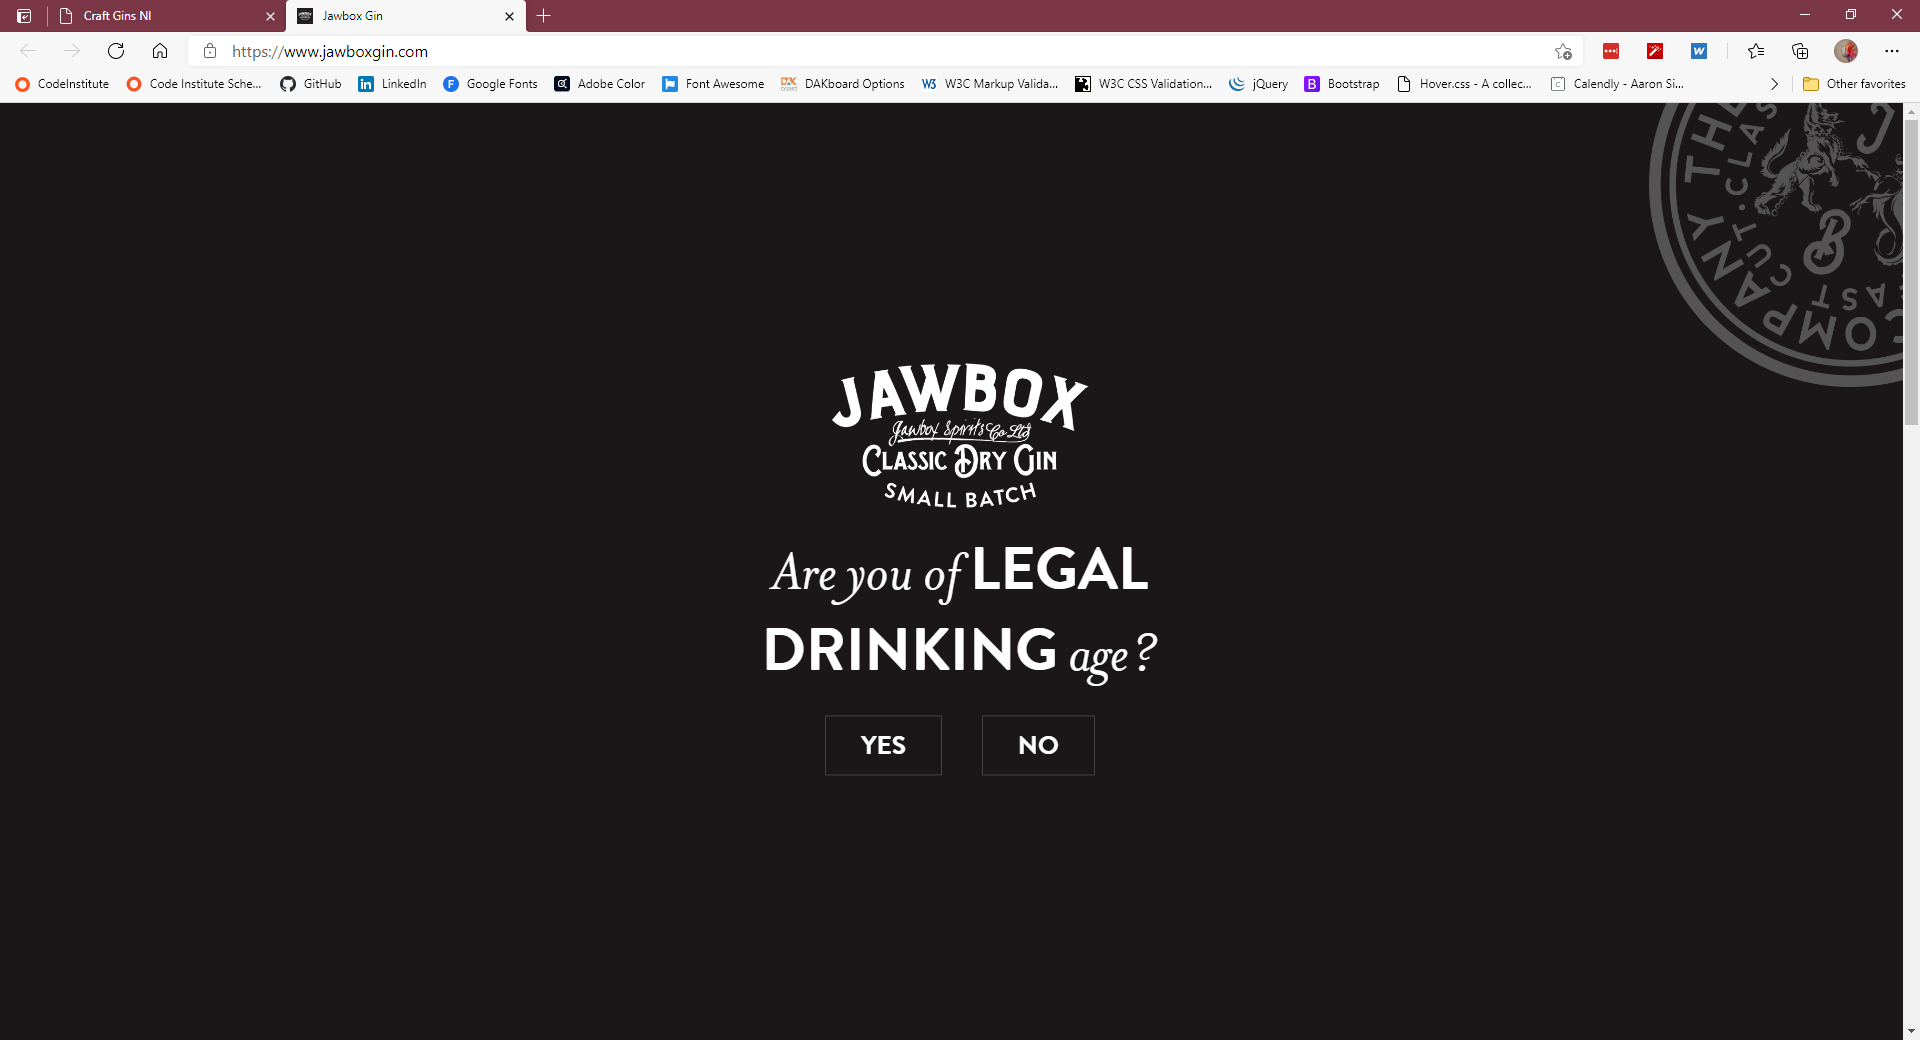 Craft Gins NI
Jawbox Gin
https://www.jawboxgin.com
CodeInstitute
Code Institute Sche...
GitHub
LinkedIn
Google Fonts
Adobe Color
Font Awesome
DAKboard Options
W3C Markup Valida...
W3C CSS Validation...
jQuery
Bootstrap
Hover.css - A collec...
Calendly - Aaron Si...
Other favorites
JAWBOX
Jawbox Spirits Co Ltd
CLASSIC DRY GIN
SMALL BATCH
Are you of LEGAL
DRINKING age?
YES
NO
COMPANY THE
CUT · CLAS